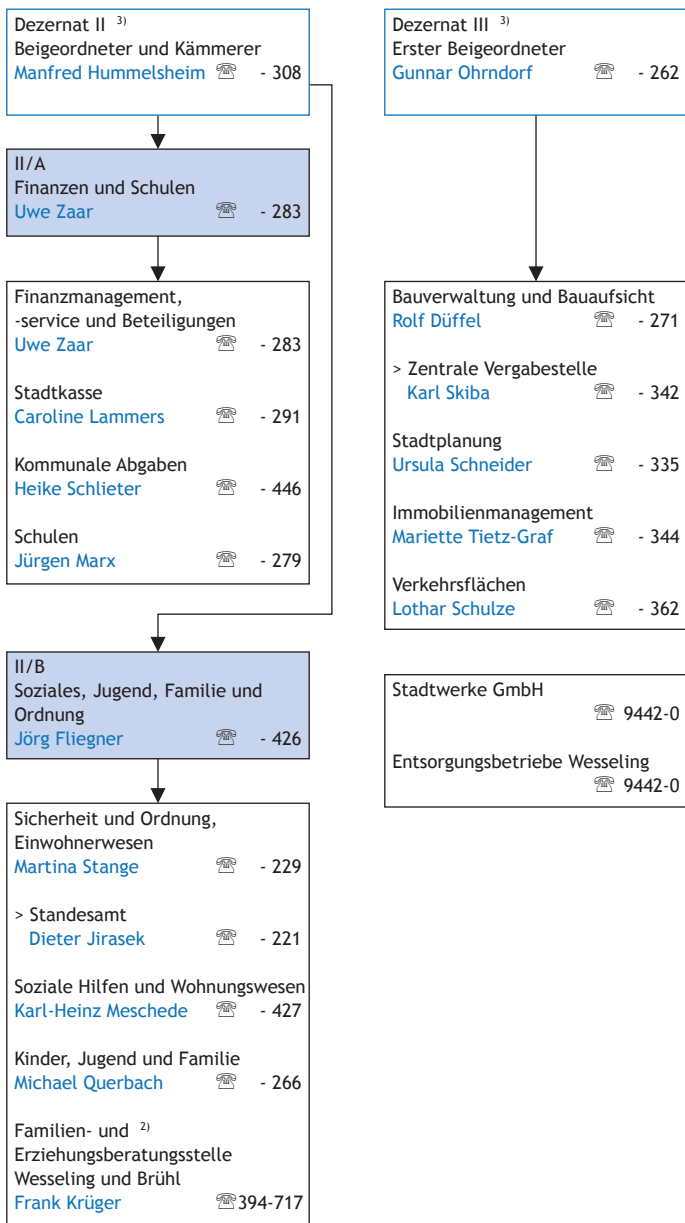 Dezernat II 3)
Beigeordneter und Kämmerer
Manfred Hummelsheim ☏ - 308
II/A
Finanzen und Schulen
Uwe Zaar ☏ - 283
Finanzmanagement,
-service und Beteiligungen
Uwe Zaar ☏ - 283
Stadtkasse
Caroline Lammers ☏ - 291
Kommunale Abgaben
Heike Schlieter ☏ - 446
Schulen
Jürgen Marx ☏ - 279
II/B
Soziales, Jugend, Familie und
Ordnung
Jörg Fliegner ☏ - 426
Sicherheit und Ordnung,
Einwohnerwesen
Martina Stange ☏ - 229
> Standesamt
Dieter Jirasek ☏ - 221
Soziale Hilfen und Wohnungswesen
Karl-Heinz Meschede ☏ - 427
Kinder, Jugend und Familie
Michael Querbach ☏ - 266
Familien- und 2)
Erziehungsberatungsstelle
Wesseling und Brühl
Frank Krüger ☏ 394-717
Dezernat III 3)
Erster Beigeordneter
Gunnar Ohrndorf ☏ - 262
Bauverwaltung und Bauaufsicht
Rolf Düffel ☏ - 271
> Zentrale Vergabestelle
Karl Skiba ☏ - 342
Stadtplanung
Ursula Schneider ☏ - 335
Immobilienmanagement
Mariette Tietz-Graf ☏ - 344
Verkehrsflächen
Lothar Schulze ☏ - 362
Stadtwerke GmbH
☏ 9442-0
Entsorgungsbetriebe Wesseling
☏ 9442-0